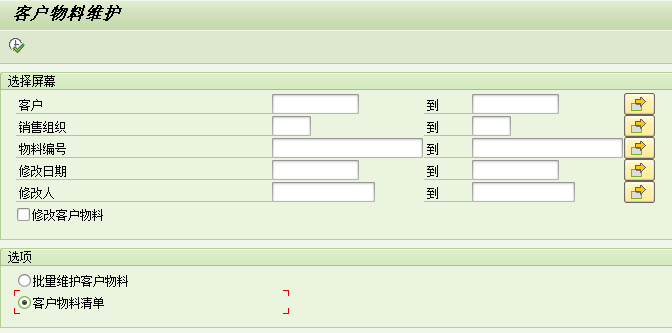 客户物料维护
选择屏幕
客户 到
销售组织 到
物料编号 到
修改日期 到
修改人 到
修改客户物料
选项
批量维护客户物料
客户物料清单